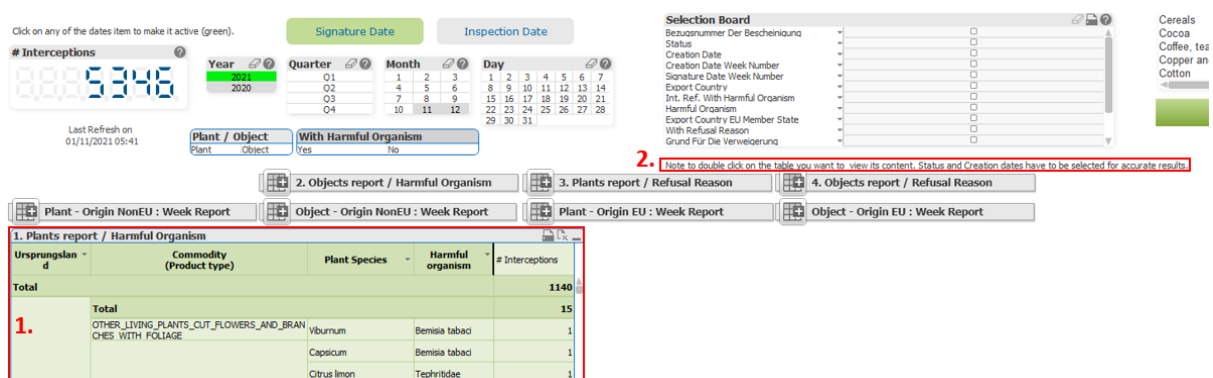 Click on any of the dates item to make it active (green).
Signature Date
Inspection Date
# Interceptions
5346
Last Refresh on
01/11/2021 05:41
Year
2021
2020
Quarter
Q1
Q2
Q3
Q4
Month
1 2 3
4 5 6
7 8 9
10 11 12
Day
1 2 3 4 5 6 7
8 9 10 11 12 13 14
15 16 17 18 19 20 21
22 23 24 25 26 27 28
29 30 31
Plant / Object
Plant Object
With Harmful Organism
Yes No
Selection Board
Bezugsnummer Der Bescheinigung
Status
Creation Date
Creation Date Week Number
Signature Date Week Number
Export Country
Int. Ref. With Harmful Organism
Harmful Organism
Export Country EU Member State
With Refusal Reason
Grund Für Die Verweigerung
Cereals
Cocoa
Coffee, tea
Copper and
Cotton
2.
Note to double click on the table you want to view its content. Status and Creation dates have to be selected for accurate results.
2. Objects report / Harmful Organism
3. Plants report / Refusal Reason
4. Objects report / Refusal Reason
Plant - Origin NonEU : Week Report
Object - Origin NonEU : Week Report
Plant - Origin EU : Week Report
Object - Origin EU : Week Report
1. Plants report / Harmful Organism
Ursprungslan
d
Commodity
(Product type)
Plant Species
Harmful
organism
# Interceptions
Total 1140
Total 15
1.
OTHER_LIVING_PLANTS_CUT_FLOWERS_AND_BRAN
CHES_WITH_FOLIAGE
Viburnum Bemisia tabaci 1
Capsicum Bemisia tabaci 1
Citrus limon Tephritidae 1